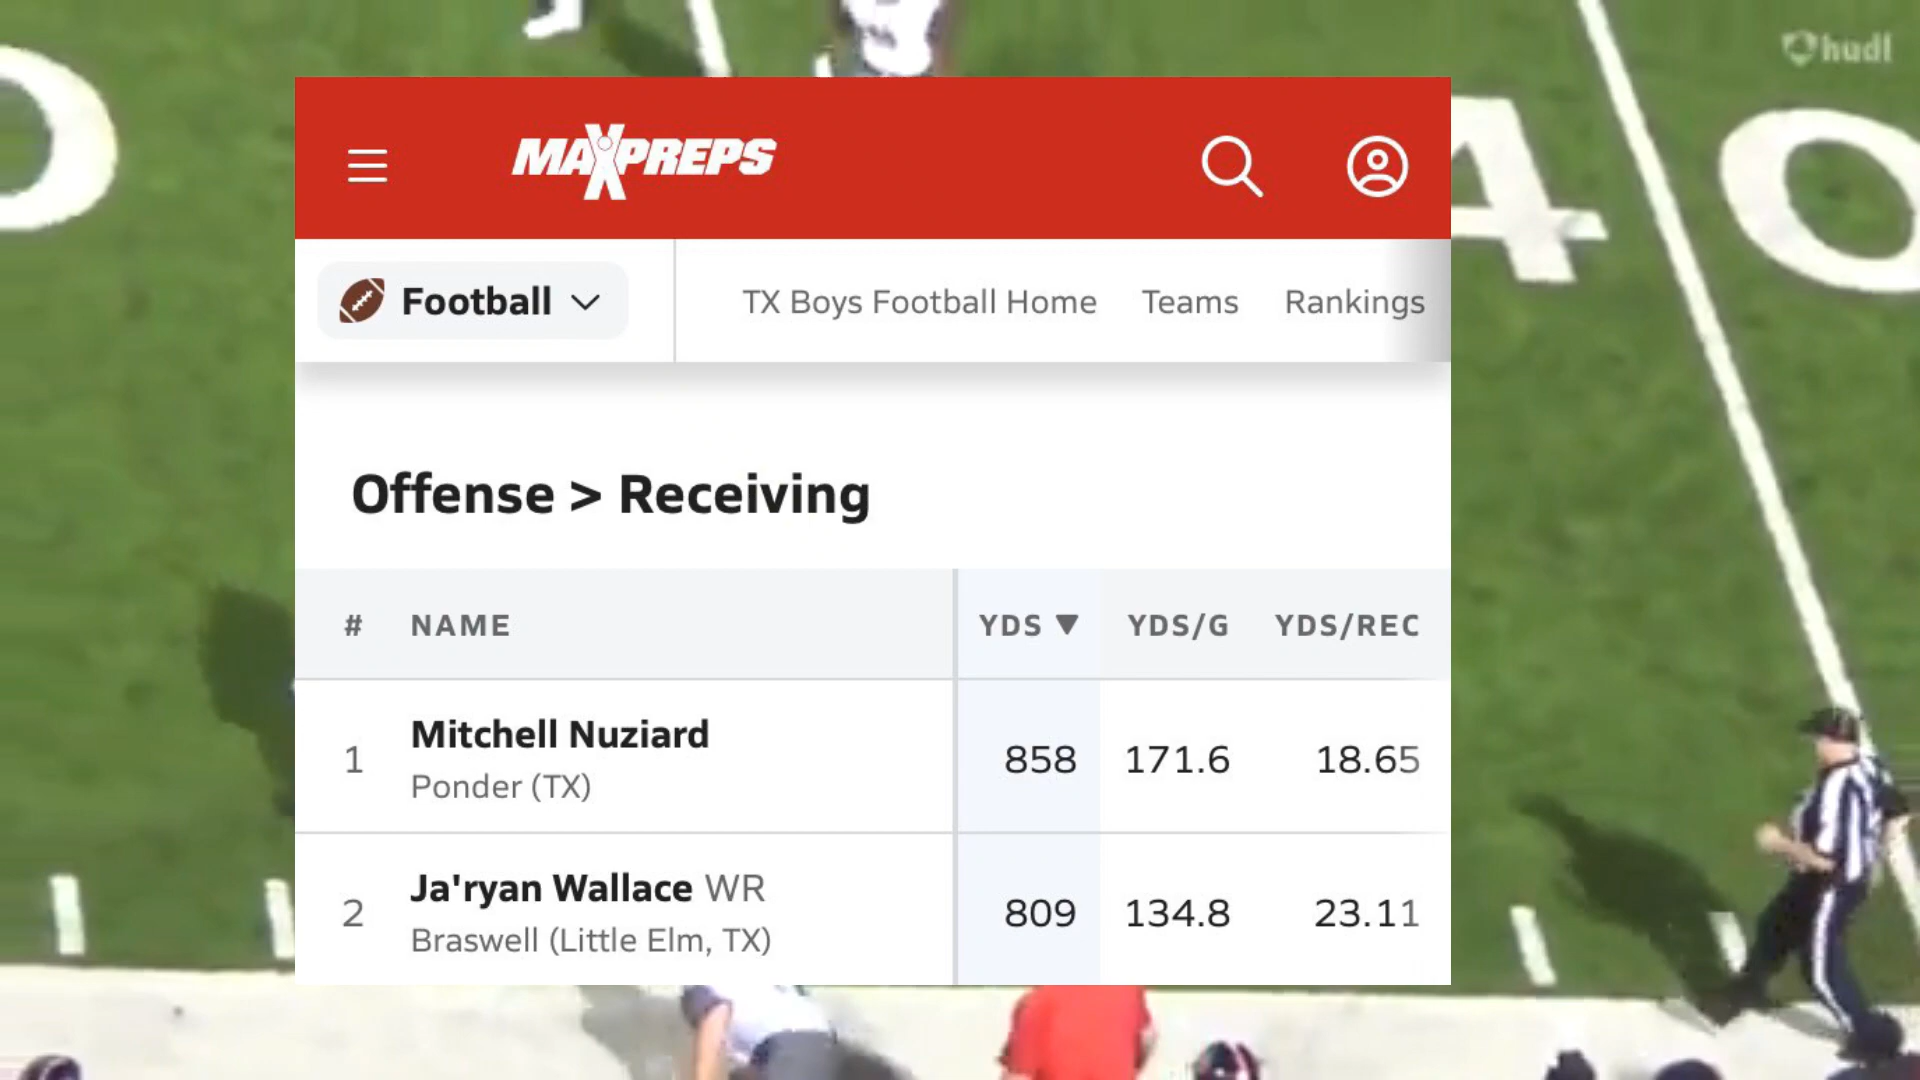 hudl
MAXPREPS
Football
TX Boys Football Home Teams Rankings
Offense > Receiving
# NAME YDS ▼ YDS/G YDS/REC
1 Mitchell Nuziard 858 171.6 18.65
Ponder (TX)
2 Ja'ryan Wallace WR 809 134.8 23.11
Braswell (Little Elm, TX)
4 0